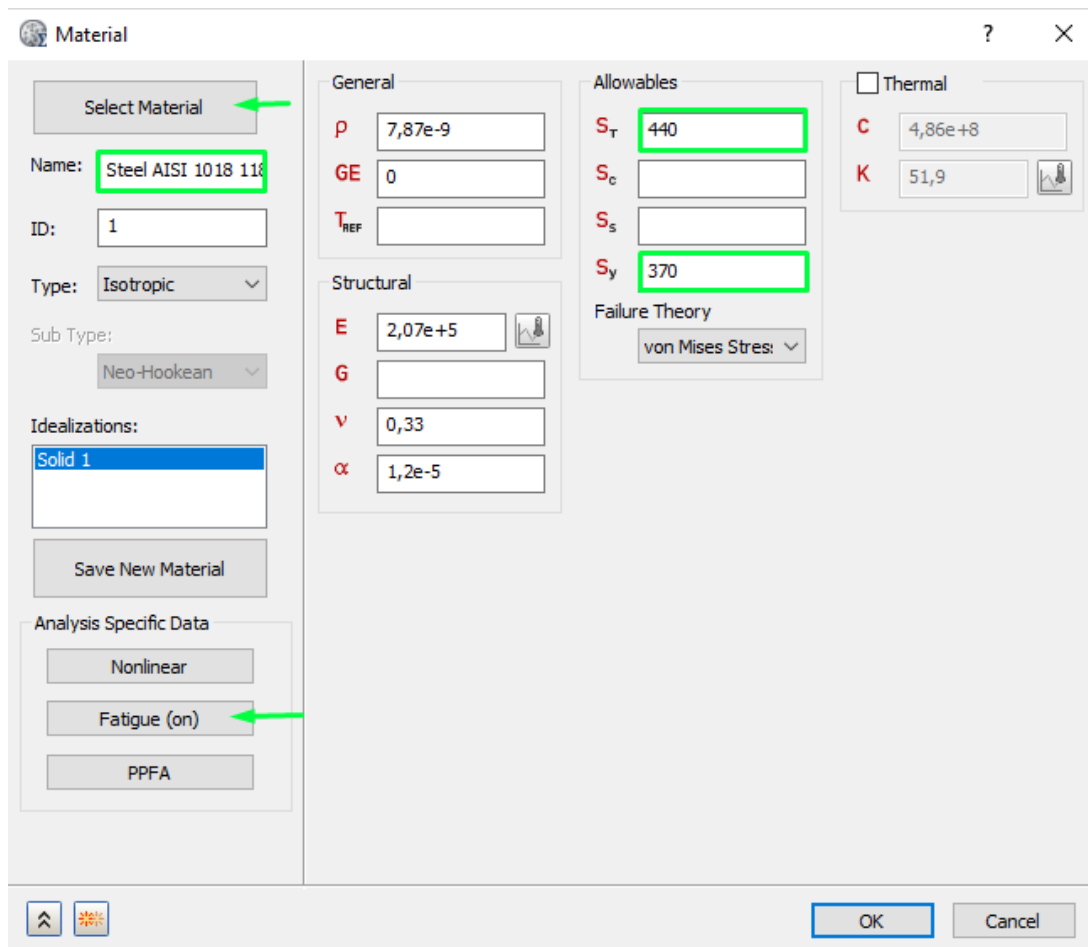 Material
?
Select Material
Name:
Steel AISI 1018 118
ID:
1
Type:
Isotropic
Sub Type:
Neo-Hookean
Idealizations:
Solid 1
Save New Material
Analysis Specific Data
Nonlinear
Fatigue (on)
PPFA
General
ρ 7,87e-9
GE 0
TREF
Structural
E 2,07e+5
G
ν 0,33
α 1,2e-5
Allowables
ST 440
Sc
Ss
Sy 370
Failure Theory
von Mises Stres
Thermal
C 4,86e+8
K 51,9
OK
Cancel